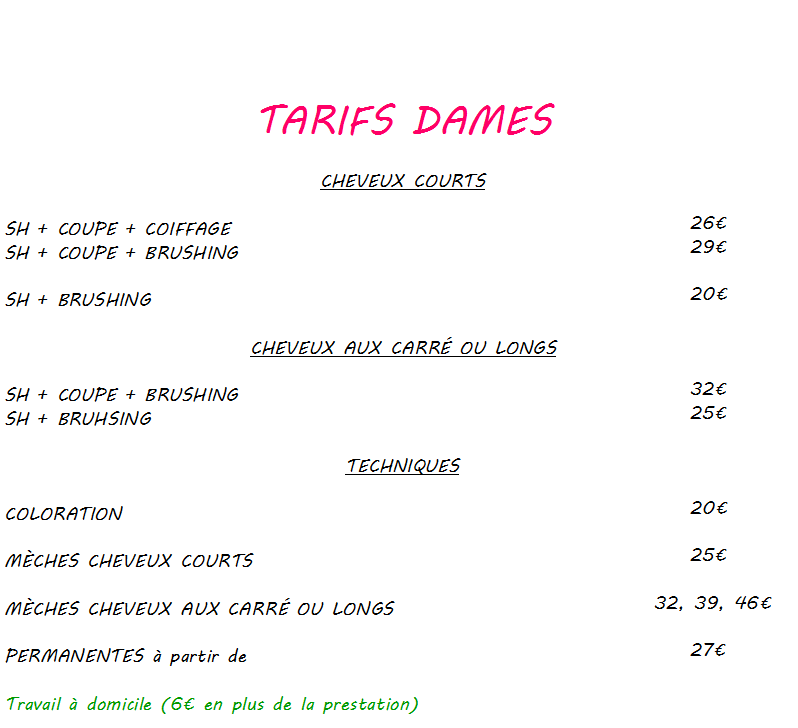 TARIFS DAMES
CHEVEUX COURTS
SH + COUPE + COIFFAGE 26€
SH + COUPE + BRUSHING 29€
SH + BRUSHING 20€
CHEVEUX AUX CARRÉ OU LONGS
SH + COUPE + BRUSHING 32€
SH + BRUHSING 25€
TECHNIQUES
COLORATION 20€
MÈCHES CHEVEUX COURTS 25€
MÈCHES CHEVEUX AUX CARRÉ OU LONGS 32, 39, 46€
PERMANENTES à partir de 27€
Travail à domicile (6€ en plus de la prestation)